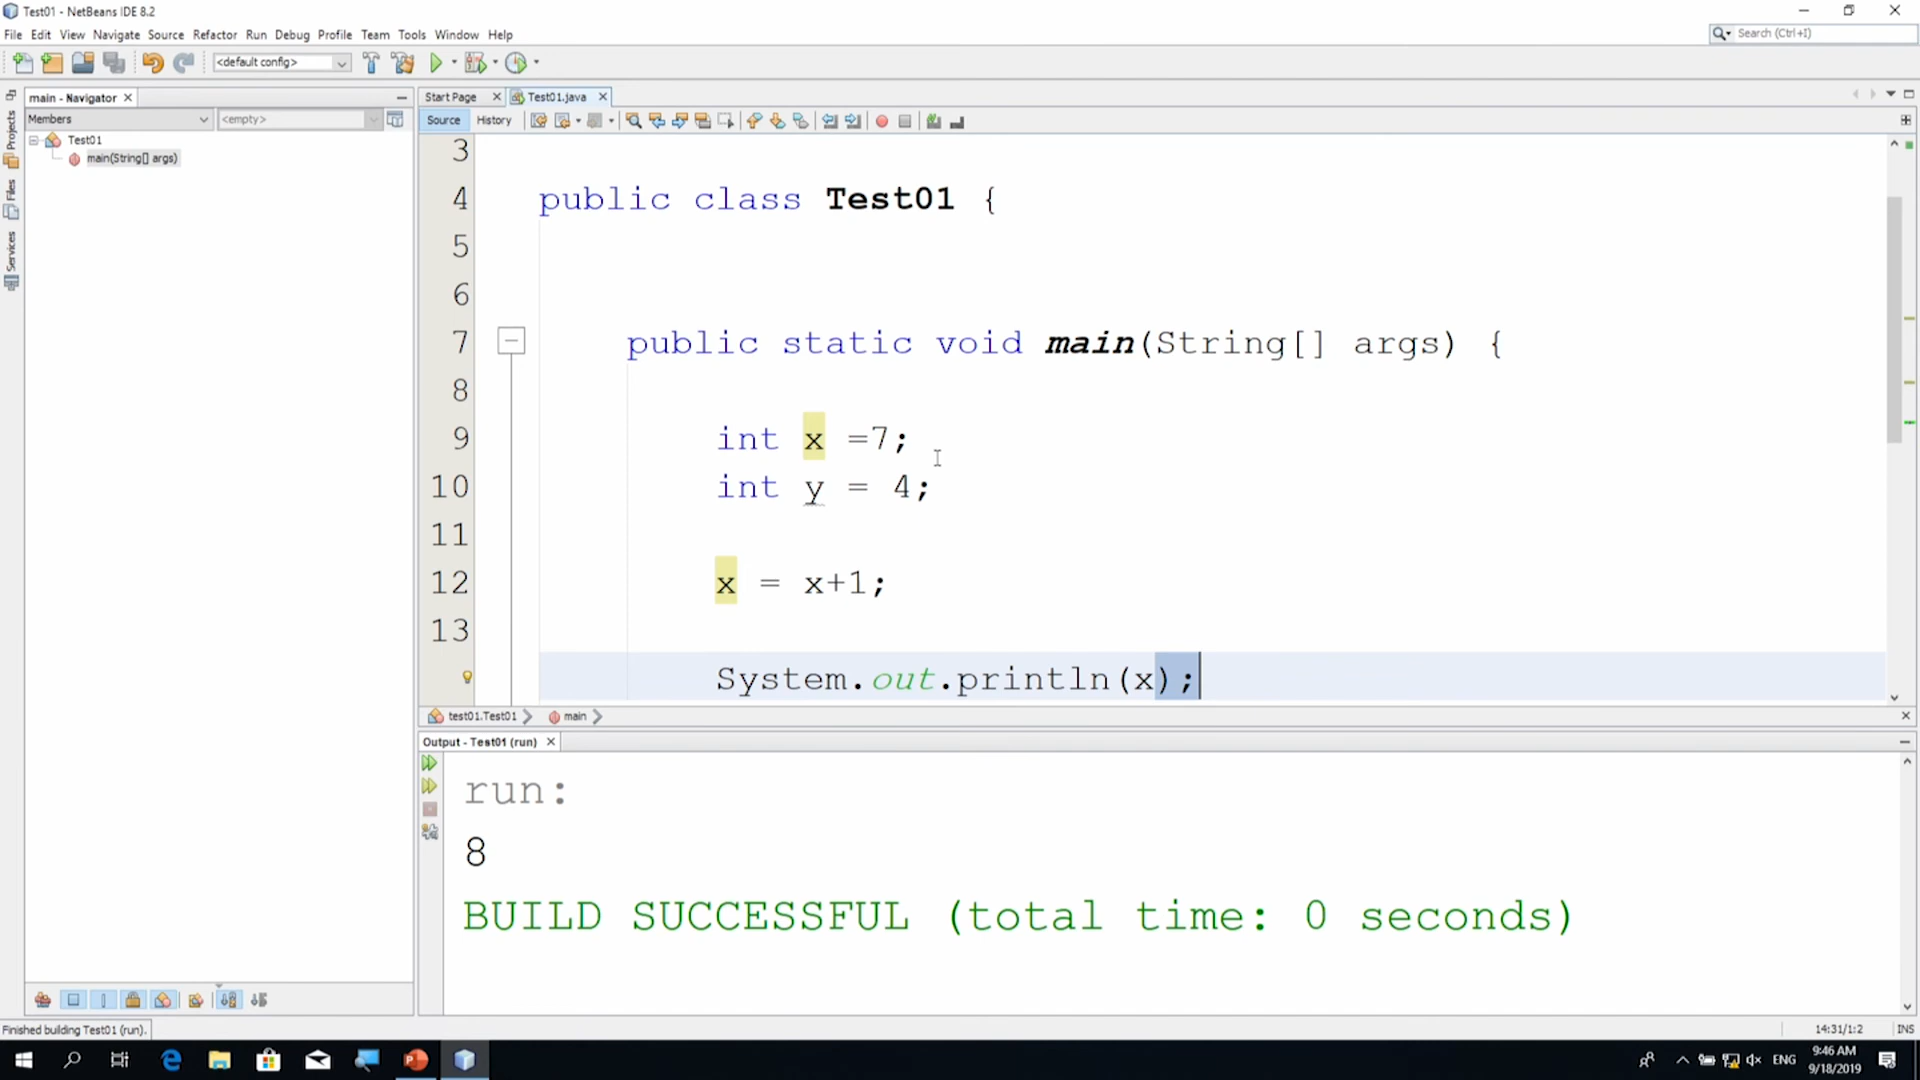 Test01 - NetBeans IDE 8.2
File Edit View Navigate Source Refactor Run Debug Profile Team Tools Window Help
Search (Ctrl+I)
<default config>
main - Navigator
Members
<empty>
Test01
main(String[] args)
Projects
Files
Services
Start Page
Test01.java
Source History
3
4 public class Test01 {
5
6
7 public static void main(String[] args) {
8
9 int x =7;
10 int y = 4;
11
12 x = x+1;
13
System.out.println(x);
test01.Test01 main
Output - Test01 (run)
run:
8
BUILD SUCCESSFUL (total time: 0 seconds)
Finished building Test01 (run).
14:31/1:2 INS
ENG
9:46 AM
9/18/2019